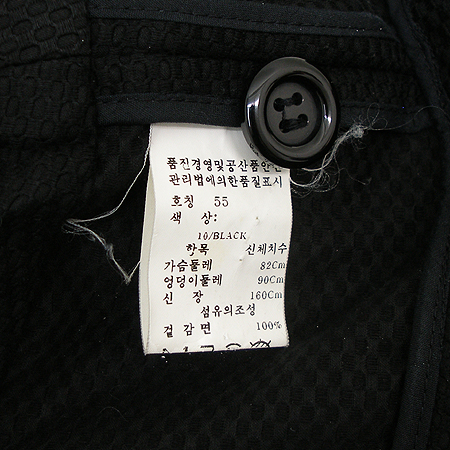 품질경영및공산품안전
관리법에의한품질표시
호칭 55
색 상:
10/BLACK
항목 신체치수
가슴둘레 82Cm
엉덩이둘레 90Cm
신 장 160Cm
섬유의조성
겉 감 면 100%